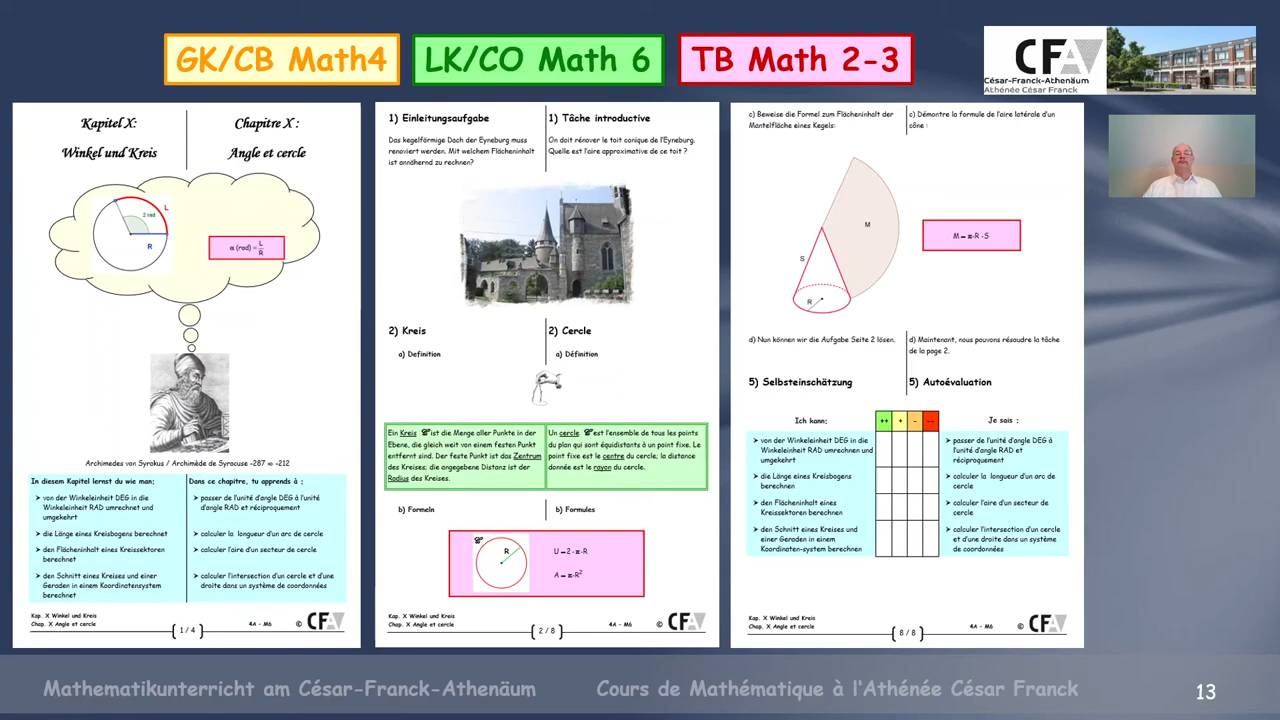 GK/CB Math4
LK/CO Math 6
TB Math 2-3
CFA
César-Franck-Athenäum
Athénée César Franck
Kapitel X:
Winkel und Kreis
Chapitre X :
Angle et cercle
L
2 rad
R
α (rad) = L/R
Archimedes von Syrakus / Archimède de Syracuse -287 ∞ -212
In diesem Kapitel lernst du wie man:
➤ von der Winkeleinheit DEG in die
Winkeleinheit RAD umrechnet und
umgekehrt
➤ die Länge eines Kreisbogens berechnet
➤ den Flächeninhalt eines Kreissektoren
berechnet
➤ den Schnitt eines Kreises und einer
Geraden in einem Koordinatensystem
berechnet
Dans ce chapitre, tu apprends à :
➤ passer de l'unité d'angle DEG à l'unité
d'angle RAD et réciproquement
➤ calculer la longueur d'un arc de cercle
➤ calculer l'aire d'un secteur de cercle
➤ calculer l'intersection d'un cercle et d'une
droite dans un système de coordonnées
Kap. X Winkel und Kreis
Chap. X Angle et cercle
1 / 4
4A - M6
© CFA
1) Einleitungsaufgabe
Das kegelförmige Dach der Eyneburg muss
renoviert werden. Mit welchem Flächeninhalt
ist annähernd zu rechnen?
1) Tâche introductive
On doit rénover le toit conique de l'Eyneburg.
Quelle est l'aire approximative de ce toit ?
2) Kreis
a) Definition
2) Cercle
a) Définition
Ein Kreis 𝒞 ist die Menge aller Punkte in der
Ebene, die gleich weit von einem festen Punkt
entfernt sind. Der feste Punkt ist das Zentrum
des Kreises; die angegebene Distanz ist der
Radius des Kreises.
Un cercle 𝒞 est l'ensemble de tous les points
du plan qui sont équidistants à un point fixe. Le
point fixe est le centre du cercle; la distance
donnée est le rayon du cercle.
b) Formeln
b) Formules
𝒞
R
U = 2·π·R
A = π·R²
Kap. X Winkel und Kreis
Chap. X Angle et cercle
2 / 8
4A - M6
© CFA
c) Beweise die Formel zum Flächeninhalt der
Mantelfläche eines Kegels:
c) Démontre la formule de l'aire latérale d'un
cône :
M
S
R
M = π·R·S
d) Nun können wir die Aufgabe Seite 2 lösen.
d) Maintenant, nous pouvons résoudre la tâche
de la page 2.
5) Selbsteinschätzung
5) Autoévaluation
Ich kann:
++ + - --
Je sais :
➤ von der Winkeleinheit DEG in die
Winkeleinheit RAD umrechnen und
umgekehrt
➤ die Länge eines Kreisbogens
berechnen
➤ den Flächeninhalt eines
Kreissektoren berechnen
➤ den Schnitt eines Kreises und
einer Geraden in einem
Koordinaten-system berechnen
➤ passer de l'unité d'angle DEG à
l'unité d'angle RAD et
réciproquement
➤ calculer la longueur d'un arc de
cercle
➤ calculer l'aire d'un secteur de
cercle
➤ calculer l'intersection d'un cercle
et d'une droite dans un système
de coordonnées
Kap. X Winkel und Kreis
Chap. X Angle et cercle
8 / 8
4A - M6
© CFA
Mathematikunterricht am César-Franck-Athenäum
Cours de Mathématique à l'Athénée César Franck
13